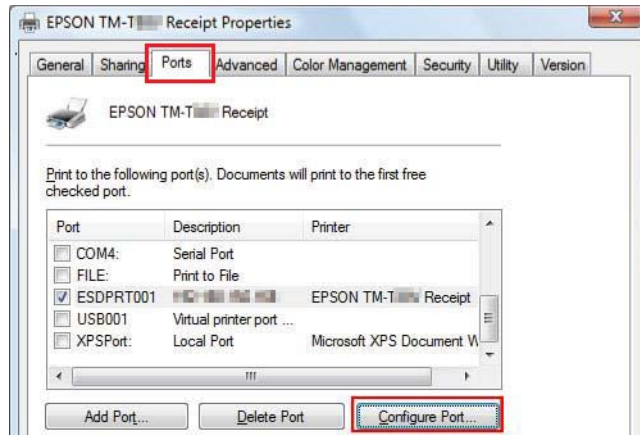 EPSON TM-T Receipt Properties
General Sharing Ports Advanced Color Management Security Utility Version
EPSON TM-T Receipt
Print to the following port(s). Documents will print to the first free
checked port.
Port Description Printer
COM4: Serial Port
FILE: Print to File
ESDPRT001 EPSON TM-T Receipt
USB001 Virtual printer port ...
XPSPort: Local Port Microsoft XPS Document W
Add Port... Delete Port Configure Port...